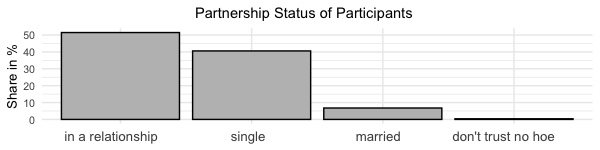 Partnership Status of Participants
Share in %
50
40
30
20
10
0
in a relationship
single
married
don't trust no hoe